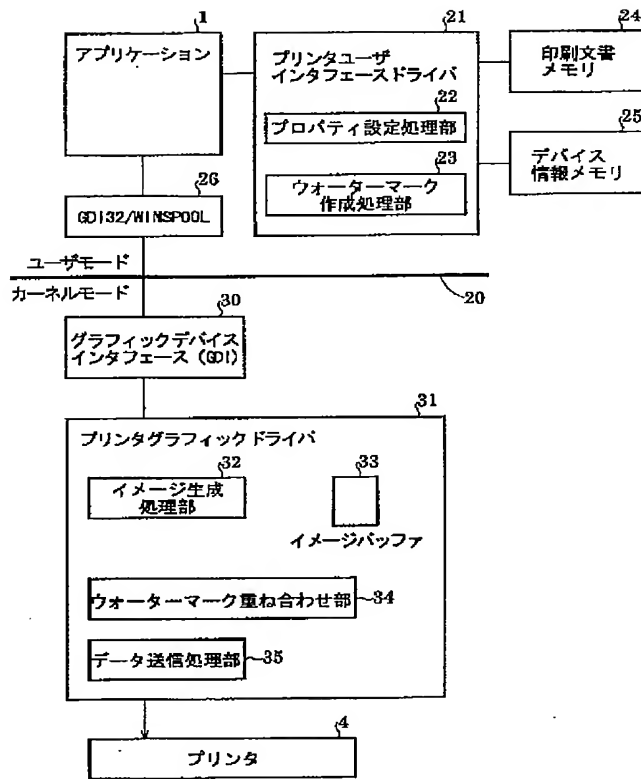 1
アプリケーション
21
プリンタユーザ
インタフェースドライバ
22
プロパティ設定処理部
23
ウォーターマーク
作成処理部
24
印刷文書
メモリ
25
デバイス
情報メモリ
26
GDI32/WINSPOOL
ユーザモード
カーネルモード
20
30
グラフィックデバイス
インタフェース (GDI)
31
プリンタグラフィックドライバ
32
イメージ生成
処理部
33
イメージバッファ
ウォーターマーク重ね合わせ部
34
データ送信処理部
35
4
プリンタ